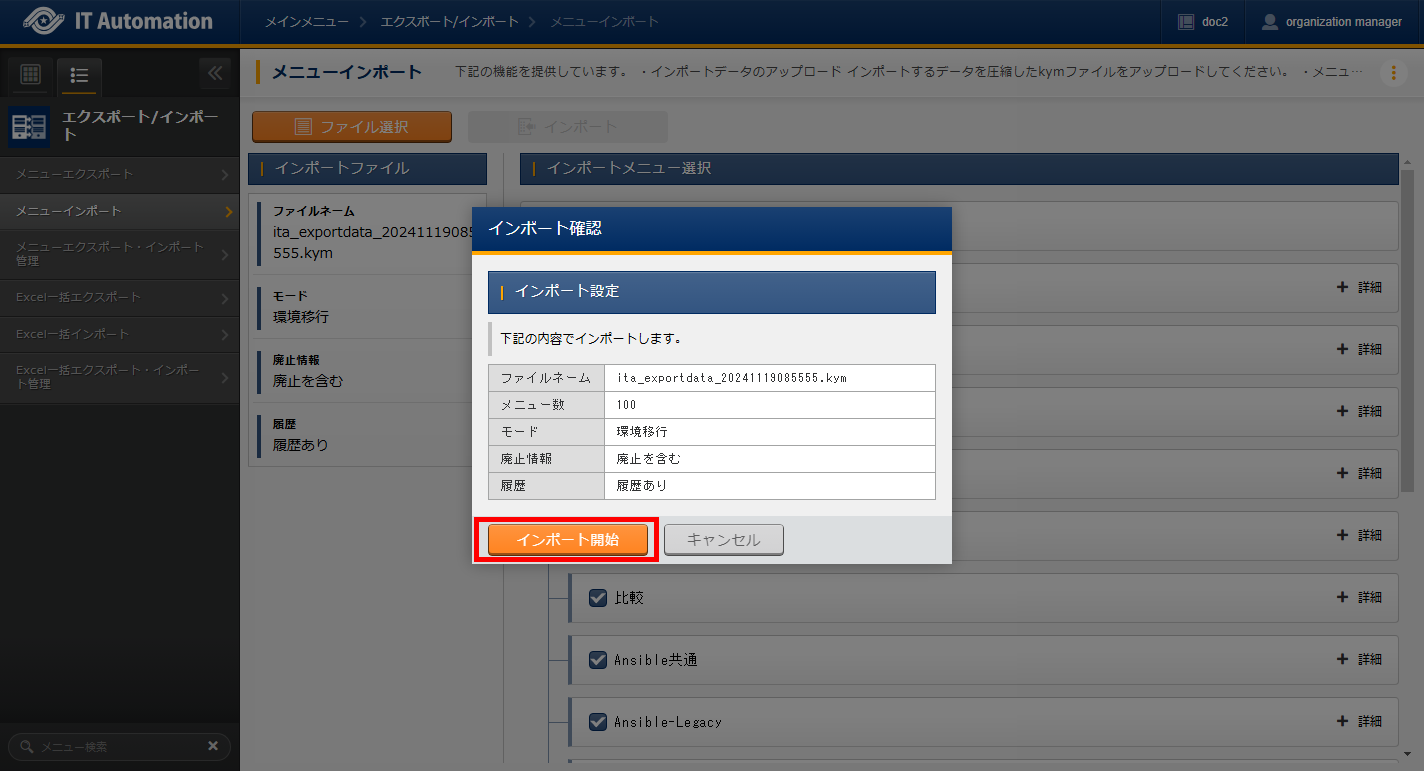 IT Automation
メインメニュー
エクスポート/インポート
メニューインポート
doc2
organization manager
エクスポート/インポー
ト
メニューエクスポート
メニューインポート
メニューエクスポート・インポート
管理
Excel一括エクスポート
Excel一括インポート
Excel一括エクスポート・インポー
ト管理
メニュー検索
メニューインポート
下記の機能を提供しています。 ・インポートデータのアップロード インポートするデータを圧縮したkymファイルをアップロードしてください。 ・メニュ…
ファイル選択
インポート
インポートファイル
ファイルネーム
ita_exportdata_20241119085
555.kym
モード
環境移行
廃止情報
廃止を含む
履歴
履歴あり
インポートメニュー選択
詳細
詳細
詳細
詳細
詳細
比較
詳細
Ansible共通
詳細
Ansible-Legacy
詳細
インポート確認
インポート設定
下記の内容でインポートします。
ファイルネーム ita_exportdata_20241119085555.kym
メニュー数 100
モード 環境移行
廃止情報 廃止を含む
履歴 履歴あり
インポート開始
キャンセル